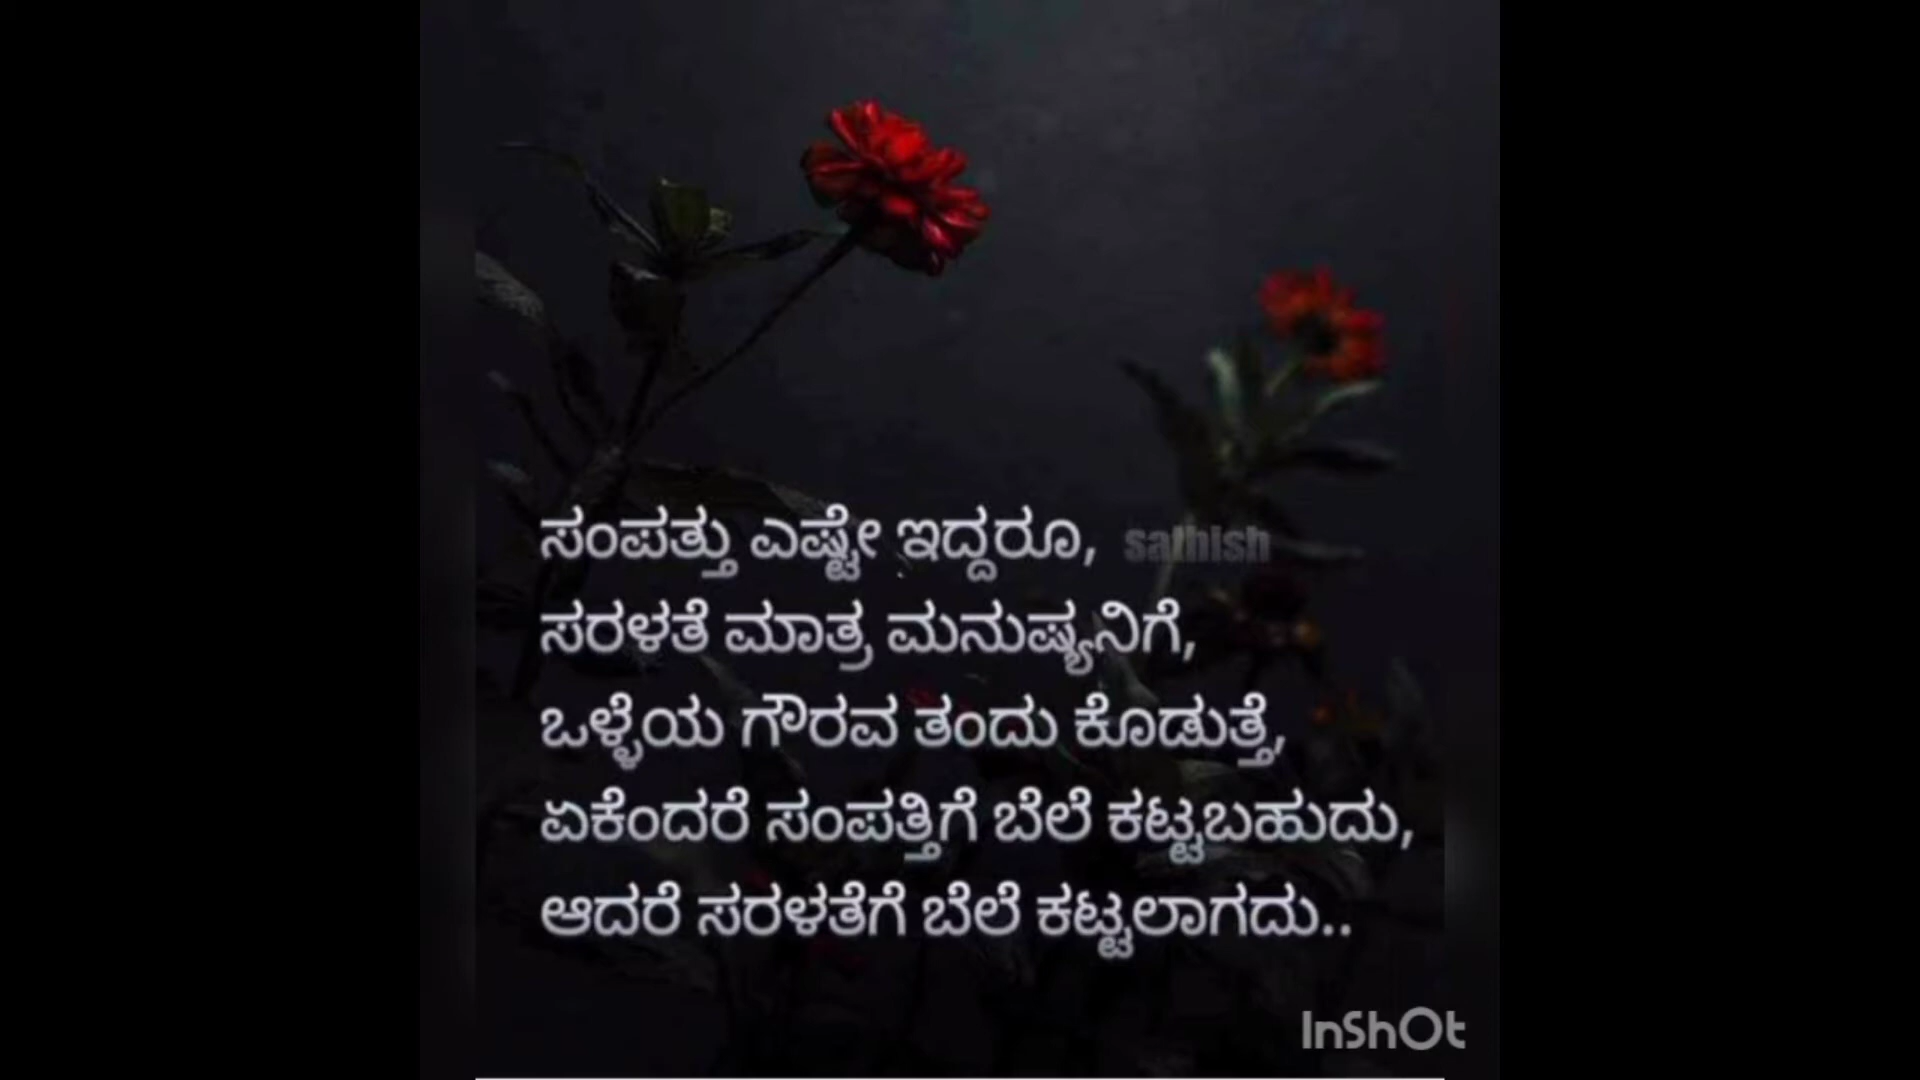 ಸಂಪತ್ತು ಎಷ್ಟೇ ಇದ್ದರೂ, sathish
ಸರಳತೆ ಮಾತ್ರ ಮನುಷ್ಯನಿಗೆ,
ಒಳ್ಳೆಯ ಗೌರವ ತಂದು ಕೊಡುತ್ತೆ,
ಏಕೆಂದರೆ ಸಂಪತ್ತಿಗೆ ಬೆಲೆ ಕಟ್ಟಬಹುದು,
ಆದರೆ ಸರಳತೆಗೆ ಬೆಲೆ ಕಟ್ಟಲಾಗದು..
InShOt